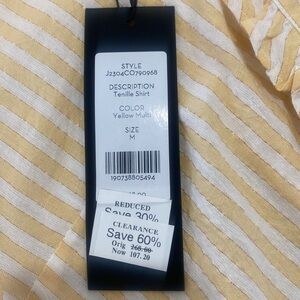 STYLE
J2304CO790968
DESCRIPTION
Tenille Shirt
COLOR
Yellow Multi
SIZE
M
190738805494
REDUCED
Save 30%
CLEARANCE
Save 60%
Orig 268.00
Now 107.20